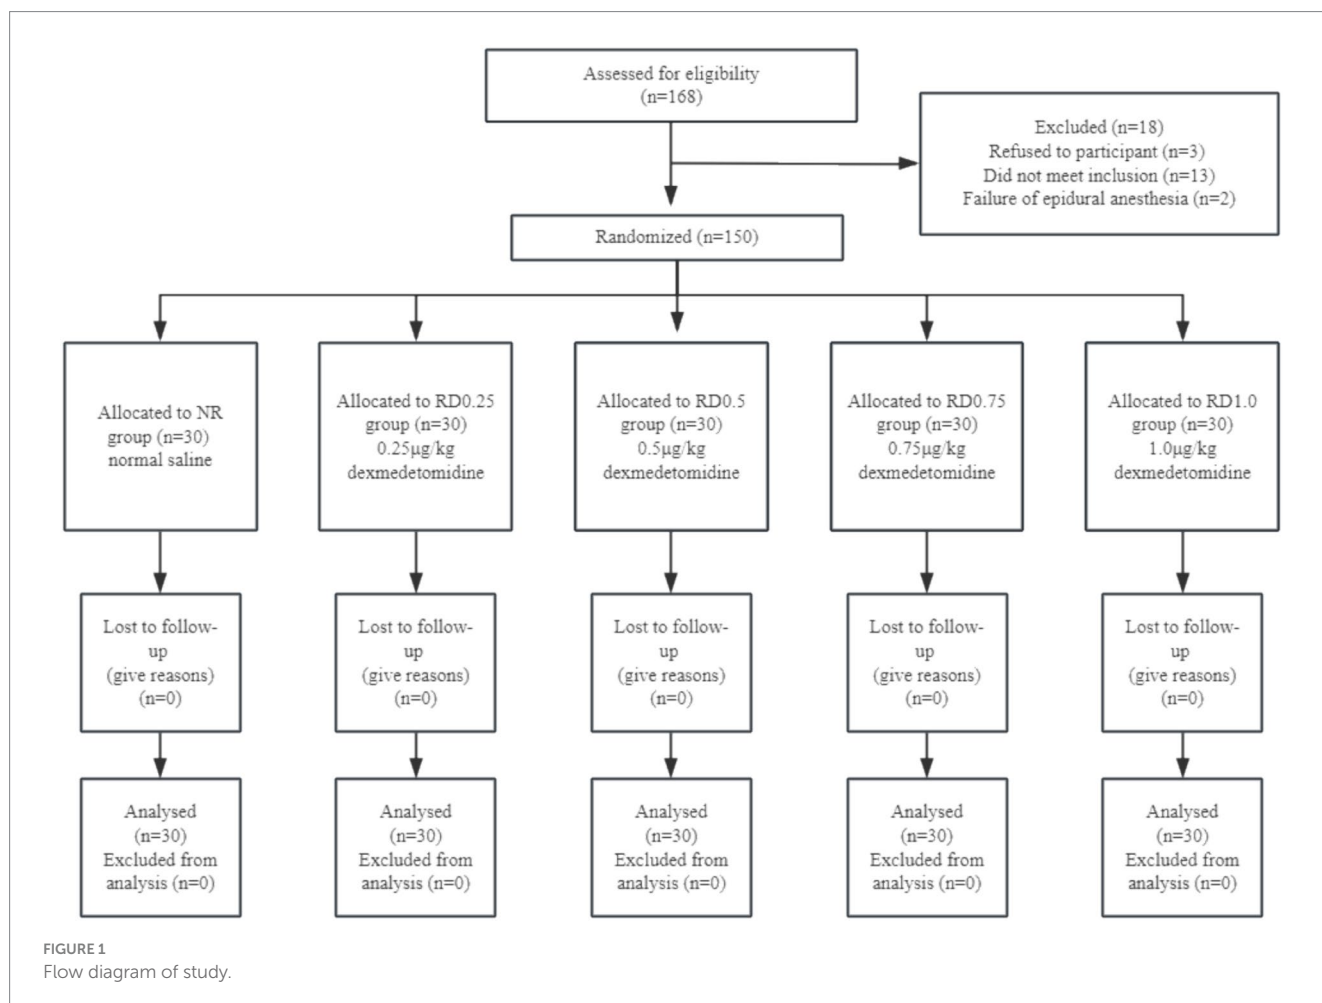 Assessed for eligibility
(n=168)
Excluded (n=18)
Refused to participant (n=3)
Did not meet inclusion (n=13)
Failure of epidural anesthesia (n=2)
Randomized (n=150)
Allocated to NR
group (n=30)
normal saline
Allocated to RD0.25
group (n=30)
0.25μg/kg
dexmedetomidine
Allocated to RD0.5
group (n=30)
0.5μg/kg
dexmedetomidine
Allocated to RD0.75
group (n=30)
0.75μg/kg
dexmedetomidine
Allocated to RD1.0
group (n=30)
1.0μg/kg
dexmedetomidine
Lost to follow-
up
(give reasons)
(n=0)
Lost to follow-
up
(give reasons)
(n=0)
Lost to follow-
up
(give reasons)
(n=0)
Lost to follow-
up
(give reasons)
(n=0)
Lost to follow-
up
(give reasons)
(n=0)
Analysed
(n=30)
Excluded from
analysis (n=0)
Analysed
(n=30)
Excluded from
analysis (n=0)
Analysed
(n=30)
Excluded from
analysis (n=0)
Analysed
(n=30)
Excluded from
analysis (n=0)
Analysed
(n=30)
Excluded from
analysis (n=0)
FIGURE 1
Flow diagram of study.